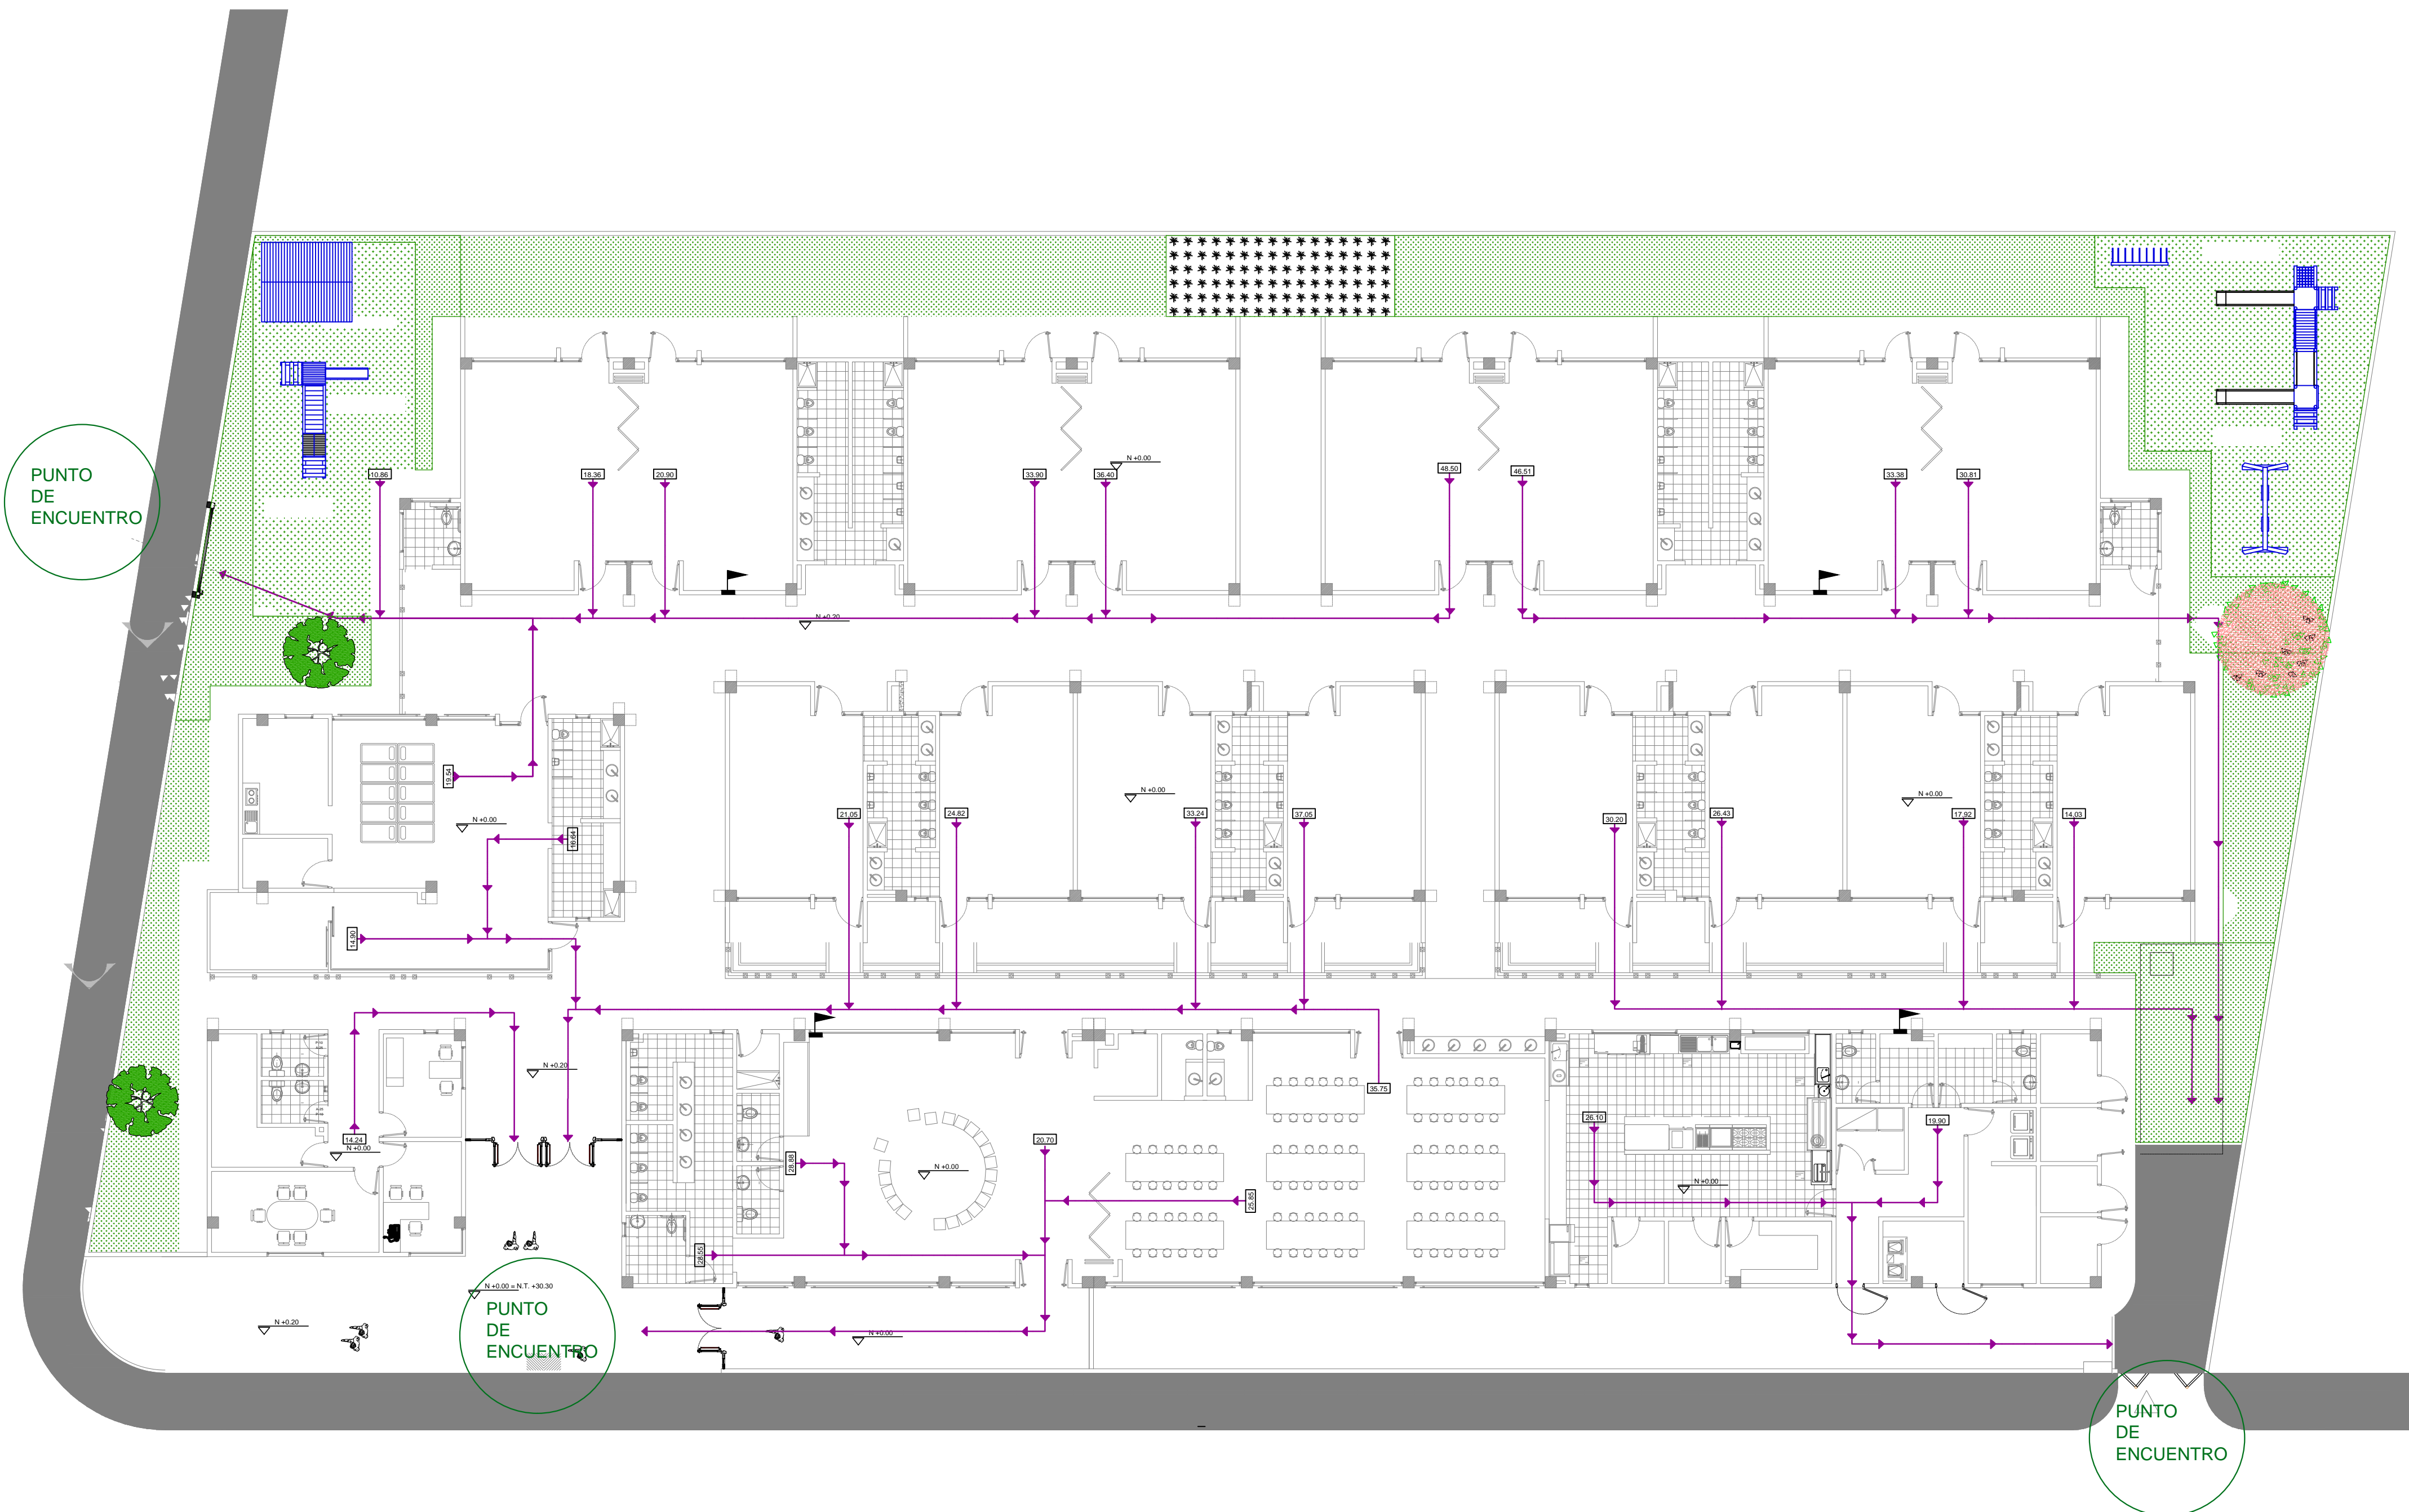 PUNTO
DE
ENCUENTRO
10.86
18.36
20.90
33.90
36.40
N +0.00
48.50
46.51
33.38
30.81
N +0.20
19.54
N +0.00
16.64
14.90
21.05
24.82
N +0.00
33.24
37.05
30.20
26.43
N +0.00
17.92
14.03
N +0.20
14.24
N +0.00
35.75
26.10
19.90
20.70
28.88
N +0.00
25.85
N +0.00
28.55
N +0.00 = N.T. +30.30
PUNTO
DE
ENCUENTRO
N +0.20
N +0.00
PUNTO
DE
ENCUENTRO